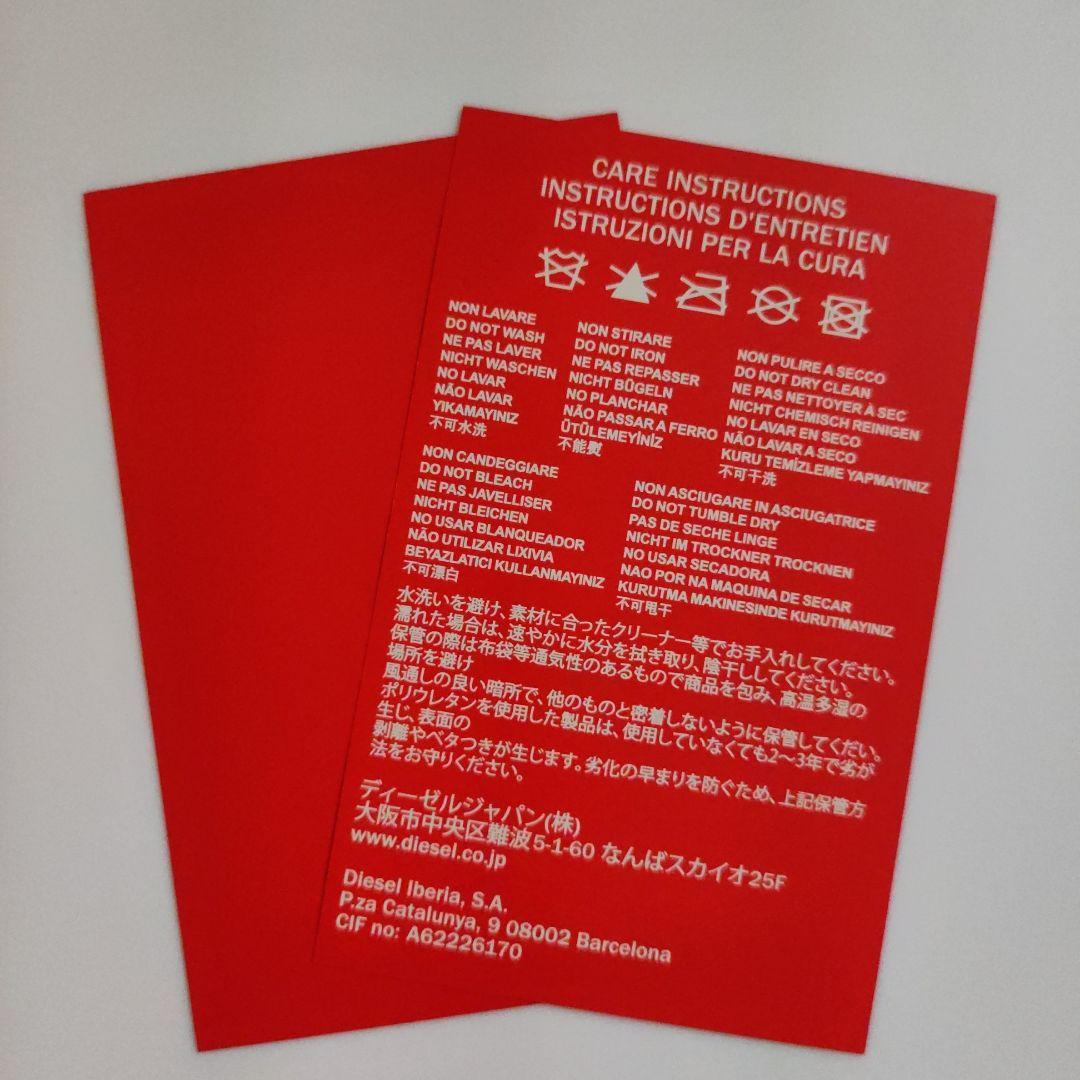 CARE INSTRUCTIONS
INSTRUCTIONS D'ENTRETIEN
ISTRUZIONI PER LA CURA
NON LAVARE
DO NOT WASH
NE PAS LAVER
NICHT WASCHEN
NO LAVAR
NÃO LAVAR
YIKAMAYINIZ
不可水洗
NON STIRARE
DO NOT IRON
NE PAS REPASSER
NICHT BÜGELN
NO PLANCHAR
NÃO PASSAR A FERRO
ÜTÜLEMEYİNİZ
不能熨
NON PULIRE A SECCO
DO NOT DRY CLEAN
NE PAS NETTOYER À SEC
NICHT CHEMISCH REINIGEN
NO LAVAR EN SECO
NÃO LAVAR A SECO
KURU TEMİZLEME YAPMAYINIZ
不可干洗
NON CANDEGGIARE
DO NOT BLEACH
NE PAS JAVELLISER
NICHT BLEICHEN
NO USAR BLANQUEADOR
NÃO UTILIZAR LIXIVIA
BEYAZLATICI KULLANMAYINIZ
不可漂白
NON ASCIUGARE IN ASCIUGATRICE
DO NOT TUMBLE DRY
PAS DE SECHE LINGE
NICHT IM TROCKNER TROCKNEN
NO USAR SECADORA
NAO POR NA MAQUINA DE SECAR
KURUTMA MAKINESINDE KURUTMAYINIZ
不可甩干
水洗いを避け、素材に合ったクリーナー等でお手入れしてください。
濡れた場合は、速やかに水分を拭き取り、陰干ししてください。
保管の際は布袋等通気性のあるもので商品を包み、高温多湿の
場所を避け
風通しの良い暗所で、他のものと密着しないように保管してくだい。
ポリウレタンを使用した製品は、使用していなくても2〜3年で劣が
生じ、表面の
剥離やベタつきが生じます。劣化の早まりを防ぐため、上記保管方
法をお守りください。
ディーゼルジャパン(株)
大阪市中央区難波5-1-60 なんばスカイオ25F
www.diesel.co.jp
Diesel Iberia, S.A.
P.za Catalunya, 9 08002 Barcelona
CIF no: A62226170